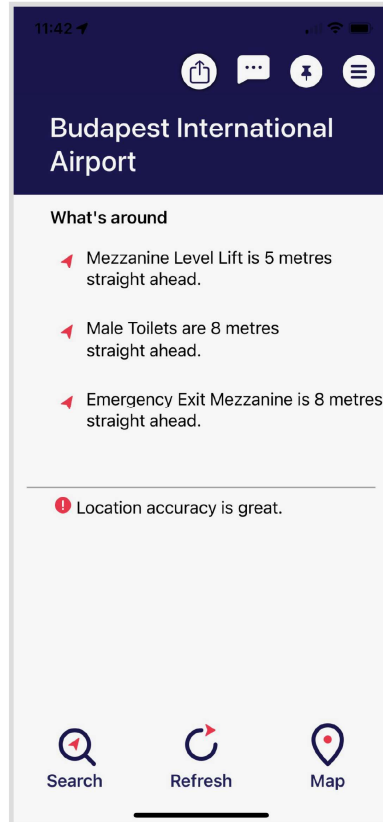 11:42
Budapest International
Airport
What's around
Mezzanine Level Lift is 5 metres
straight ahead.
Male Toilets are 8 metres
straight ahead.
Emergency Exit Mezzanine is 8 metres
straight ahead.
Location accuracy is great.
Search Refresh Map